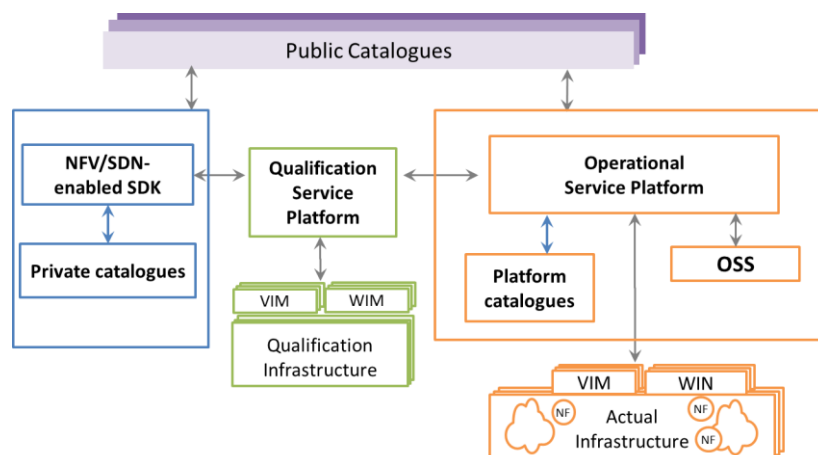 Public Catalogues
NFV/SDN-
enabled SDK
Private catalogues
Qualification
Service
Platform
VIM
WIM
Qualification
Infrastructure
Operational
Service Platform
Platform
catalogues
OSS
VIM
WIN
NF
Actual
Infrastructure
NF
NF